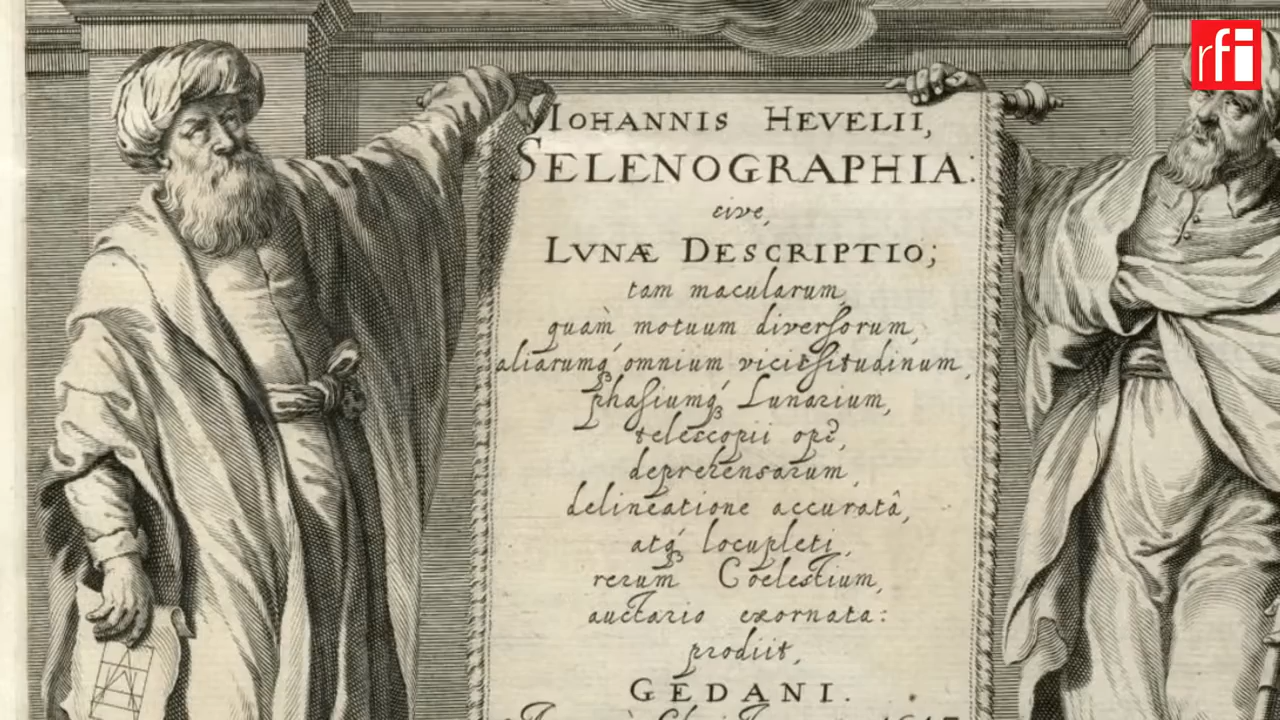 rfi
IOHANNIS HEVELII,
SELENOGRAPHIA:
sive,
LVNÆ DESCRIPTIO;
tam macularum,
quàm motuum diversorum,
aliarumq́ omnium vicissitudinum,
phasiumq́ Lunarium,
telescopii opê,
deprehensarum,
delineatione accuratâ,
atq́ locupleti,
rerum Coelestium,
auctario exornata:
prodiit,
GEDANI.